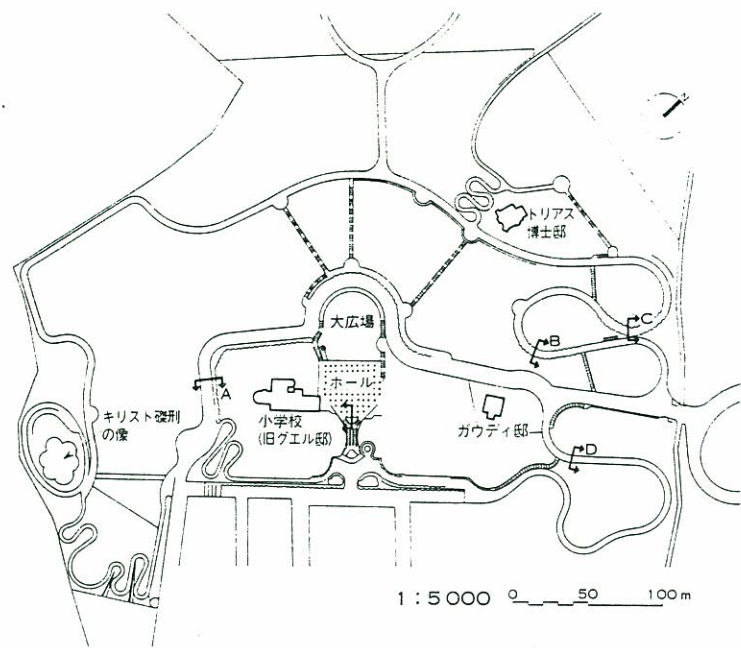 N
トリアス
博士邸
大広場
C
B
ホール
A
キリスト磔刑
の像
小学校
(旧グエル邸)
ガウディ邸
D
1:5000 0 50 100m